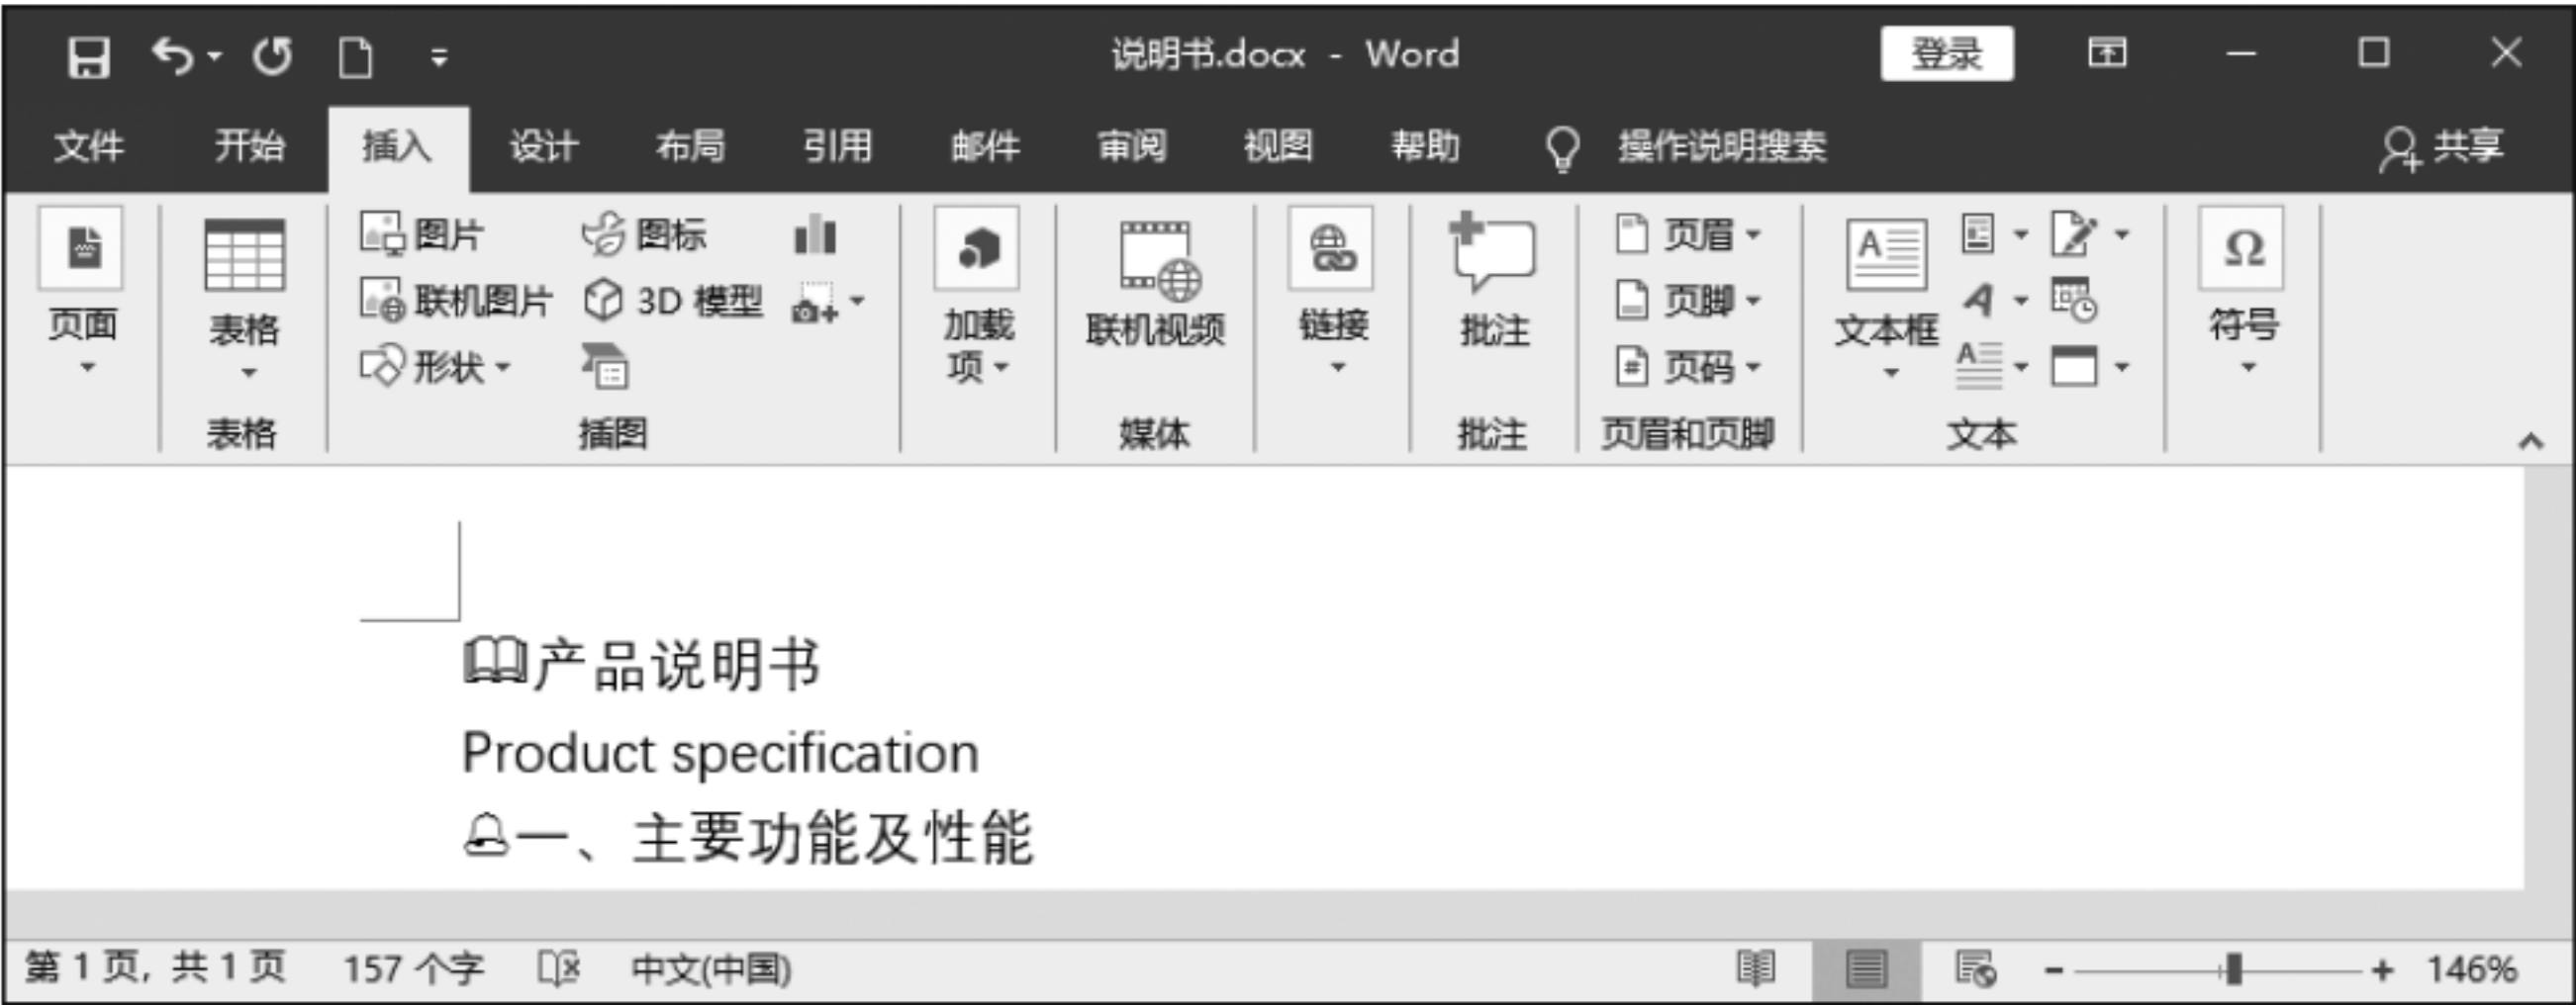 说明书.docx - Word
登录
文件 开始 插入 设计 布局 引用 邮件 审阅 视图 帮助 操作说明搜索 共享
页面
表格
表格
图片
联机图片
形状
图标
3D 模型
插图
加载
项
联机视频
媒体
链接
批注
批注
页眉
页脚
页码
页眉和页脚
文本框
文本
符号
产品说明书
Product specification
一、主要功能及性能
第 1 页, 共 1 页 157 个字 中文(中国) 146%